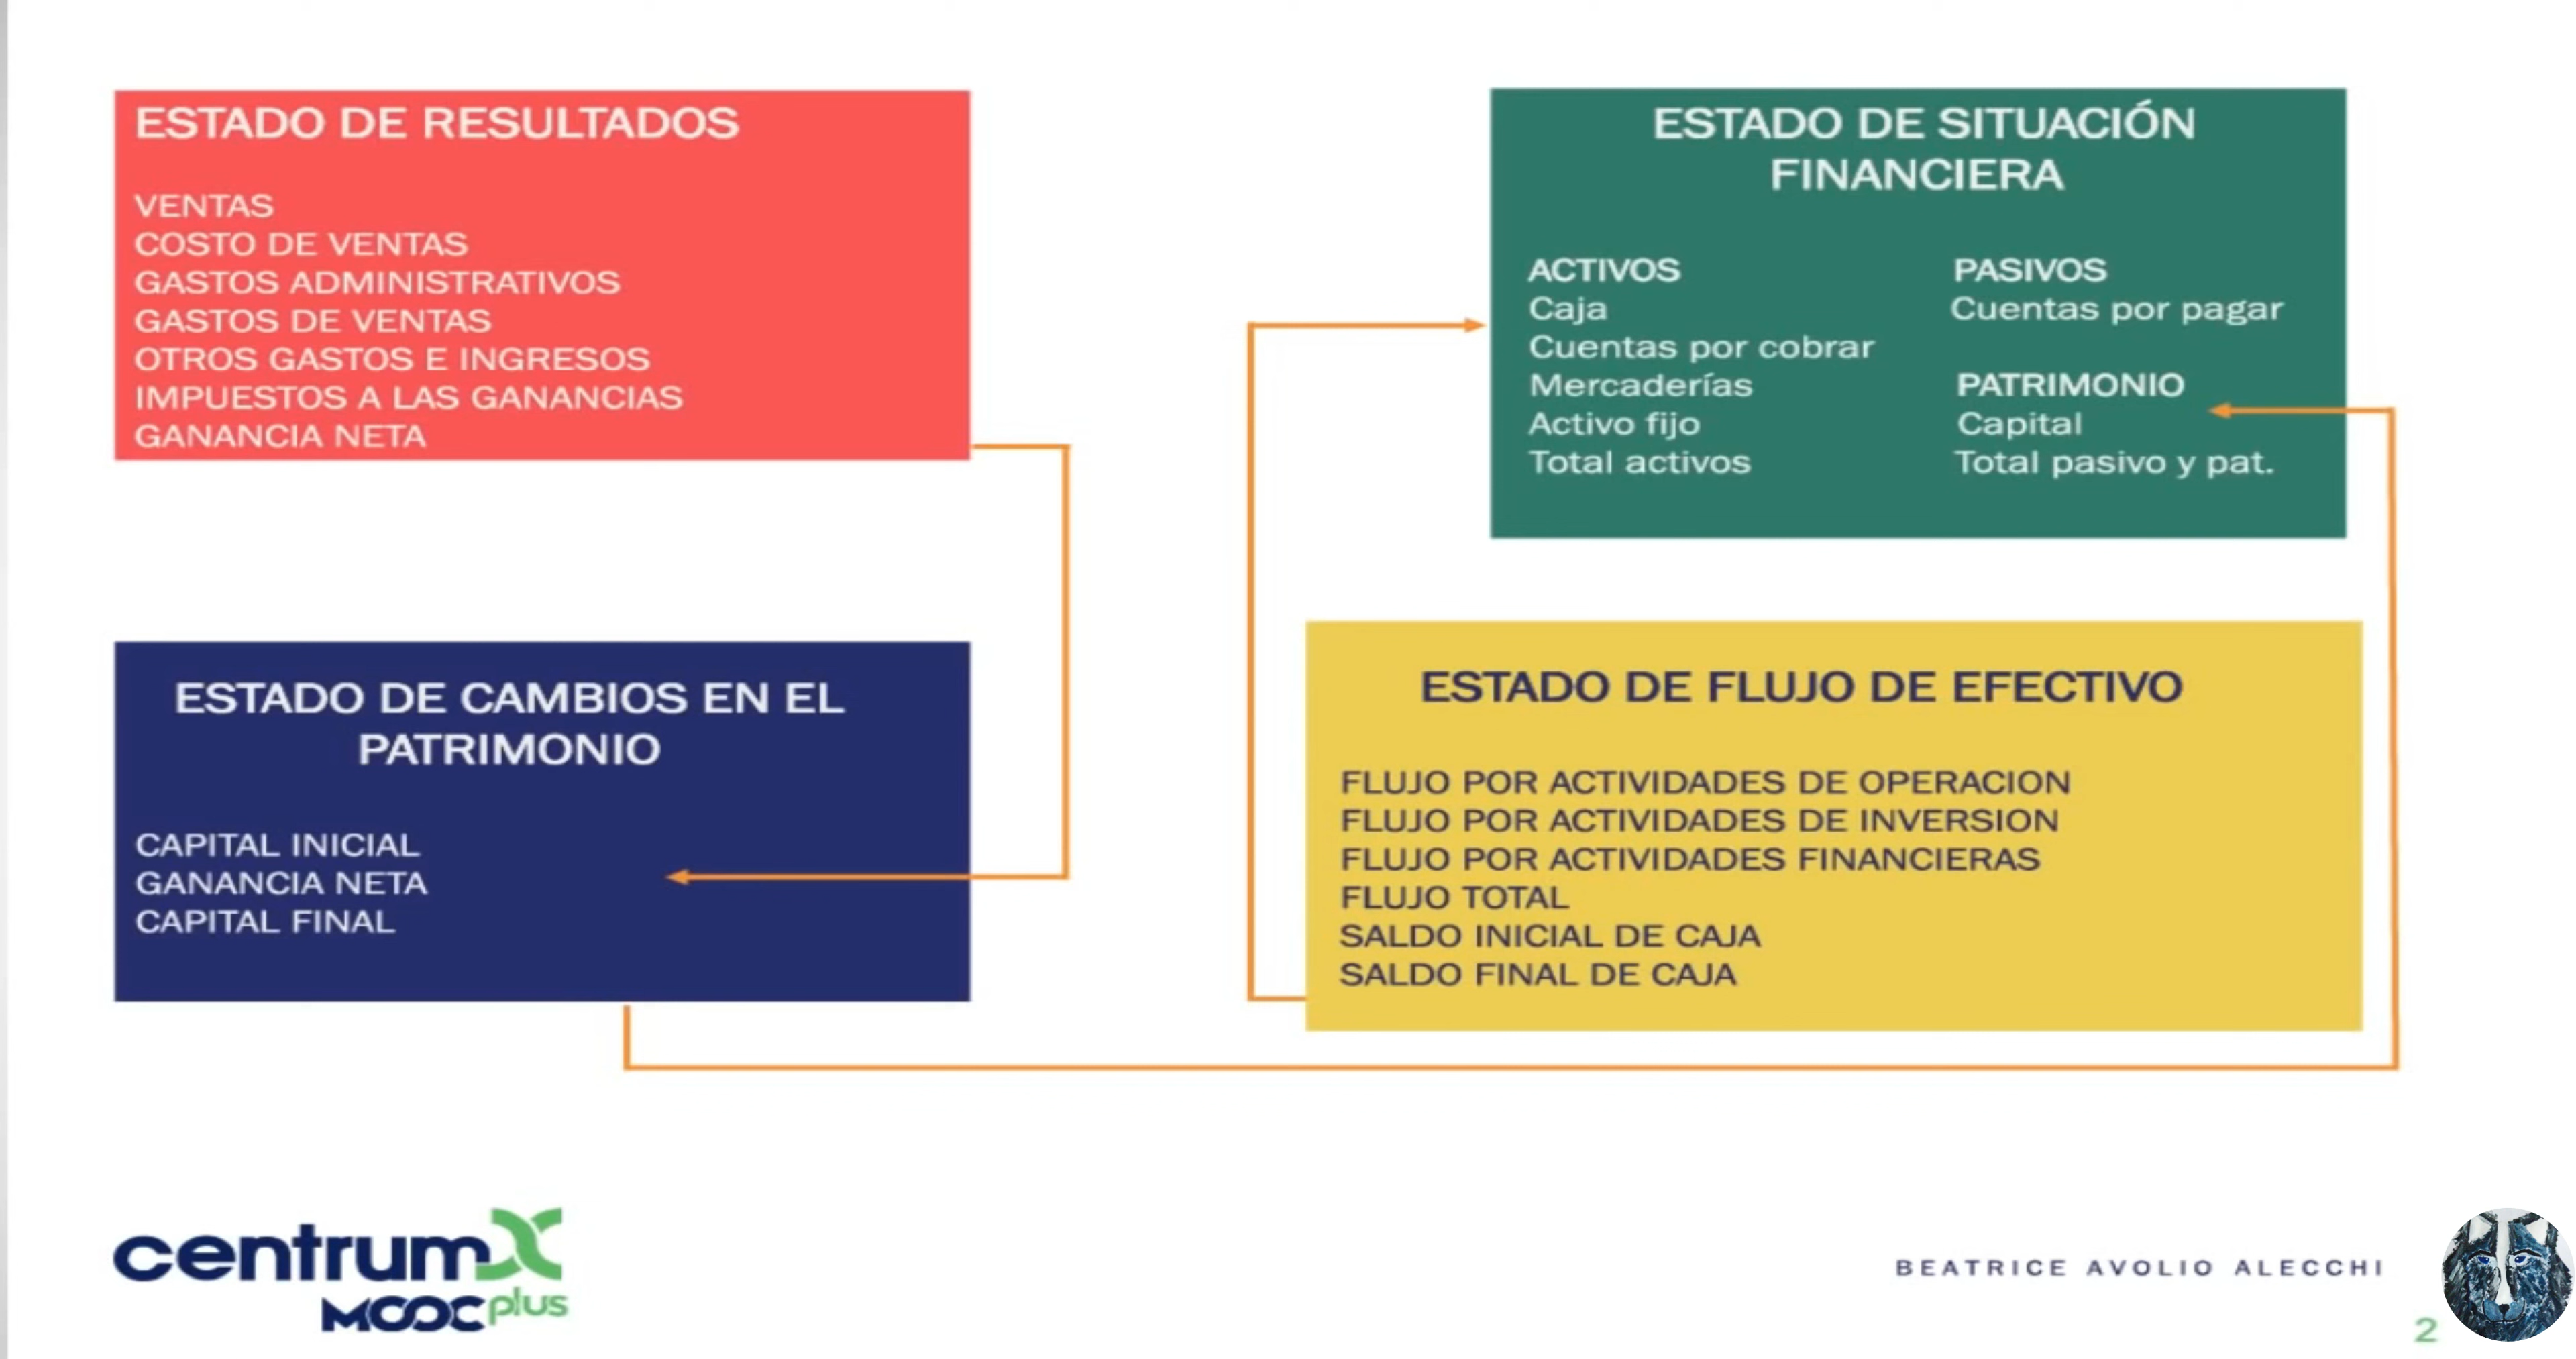 ESTADO DE RESULTADOS
VENTAS
COSTO DE VENTAS
GASTOS ADMINISTRATIVOS
GASTOS DE VENTAS
OTROS GASTOS E INGRESOS
IMPUESTOS A LAS GANANCIAS
GANANCIA NETA
ESTADO DE SITUACIÓN
FINANCIERA
ACTIVOS
Caja
Cuentas por cobrar
Mercaderías
Activo fijo
Total activos
PASIVOS
Cuentas por pagar
PATRIMONIO
Capital
Total pasivo y pat.
ESTADO DE CAMBIOS EN EL
PATRIMONIO
CAPITAL INICIAL
GANANCIA NETA
CAPITAL FINAL
ESTADO DE FLUJO DE EFECTIVO
FLUJO POR ACTIVIDADES DE OPERACION
FLUJO POR ACTIVIDADES DE INVERSION
FLUJO POR ACTIVIDADES FINANCIERAS
FLUJO TOTAL
SALDO INICIAL DE CAJA
SALDO FINAL DE CAJA
centrumX
MOOC plus
BEATRICE AVOLIO ALECCHI
2